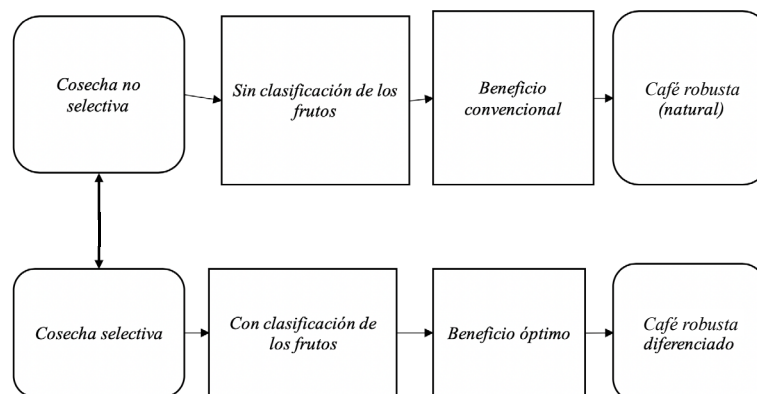 Cosecha no
selectiva
Sin clasificación de los
frutos
Beneficio
convencional
Café robusta
(natural)
Cosecha selectiva
Con clasificación de
los frutos
Beneficio óptimo
Café robusta
diferenciado